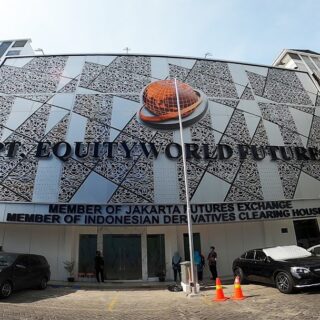 PT. EQUITYWORLD FUTURES
MEMBER OF JAKARTA FUTURES EXCHANGE
MEMBER OF INDONESIAN DERIVATIVES CLEARING HOUSE